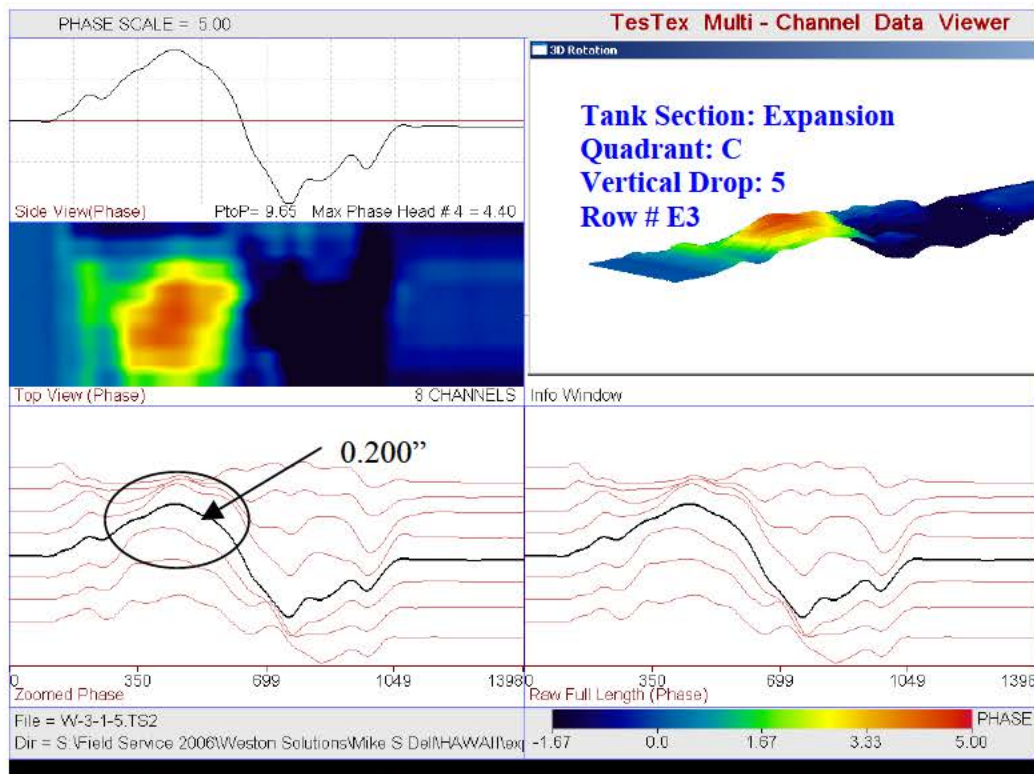 PHASE SCALE = 5.00
TesTex Multi - Channel Data Viewer
3D Rotation
Tank Section: Expansion
Quadrant: C
Vertical Drop: 5
Row # E3
Side View(Phase) PtoP= 9.65 Max Phase Head # 4 = 4.40
Top View (Phase) 8 CHANNELS
Info Window
0.200”
0 350 699 1049 1398
Zoomed Phase
0 350 699 1049 1398
Raw Full Length (Phase)
File = W-3-1-5.TS2
Dir = S:\Field Service 2006\Weston Solutions\Mike S Dell\HAWAII\exp
PHASE
-1.67 0.0 1.67 3.33 5.00